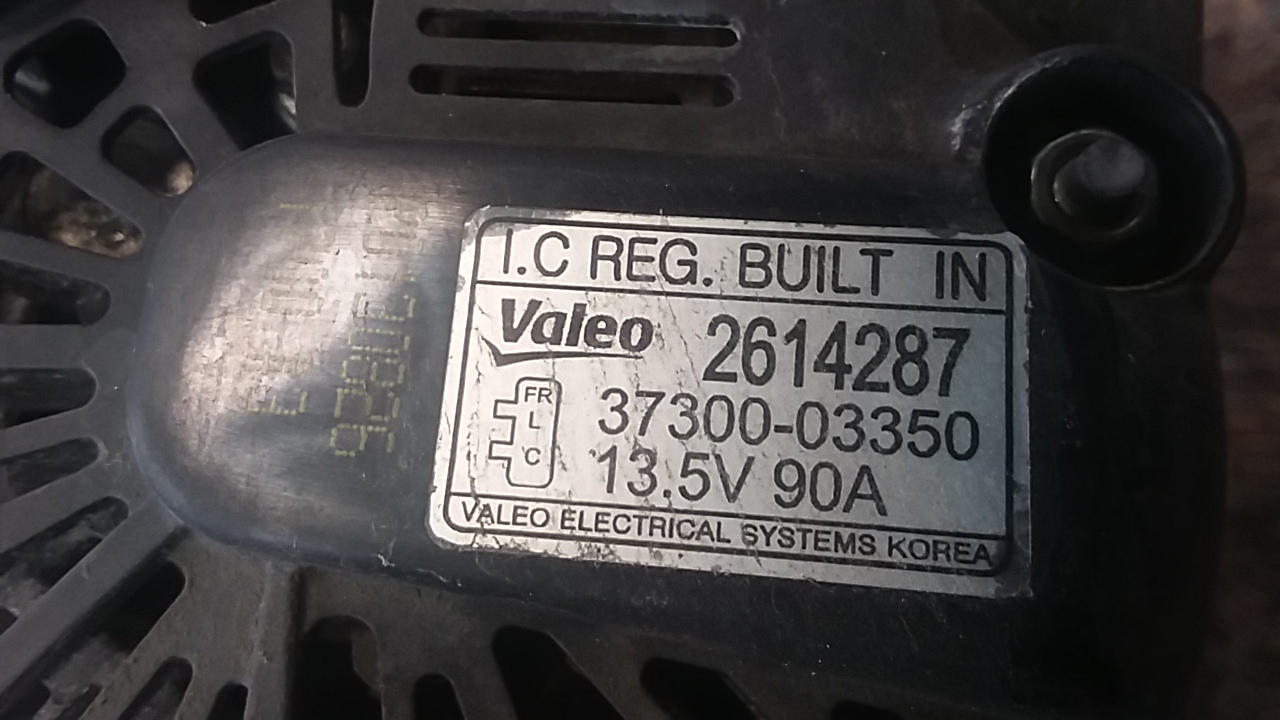 I.C REG. BUILT IN
Valeo 2614287
FR
L
C
37300-03350
13.5V 90A
VALEO ELECTRICAL SYSTEMS KOREA